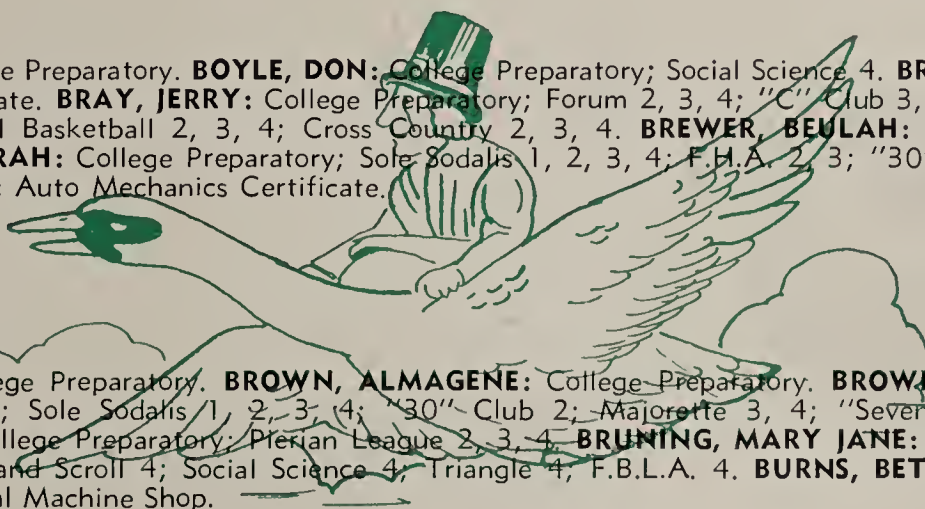 e Preparatory. BOYLE, DON: College Preparatory; Social Science 4. BR
ate. BRAY, JERRY: College Preparatory; Forum 2, 3, 4; "C" Club 3,
l Basketball 2, 3, 4; Cross Country 2, 3, 4. BREWER, BEULAH:
RAH: College Preparatory; Sole Sodalis 1, 2, 3, 4; F.H.A. 2, 3; "30"
: Auto Mechanics Certificate.
ege Preparatory. BROWN, ALMAGENE: College Preparatory. BROW
; Sole Sodalis 1, 2, 3, 4; "30" Club 2; Majorette 3, 4; "Seven
llege Preparatory; Pierian League 2, 3, 4. BRUNING, MARY JANE:
and Scroll 4; Social Science 4; Triangle 4; F.B.L.A. 4. BURNS, BET
al Machine Shop.